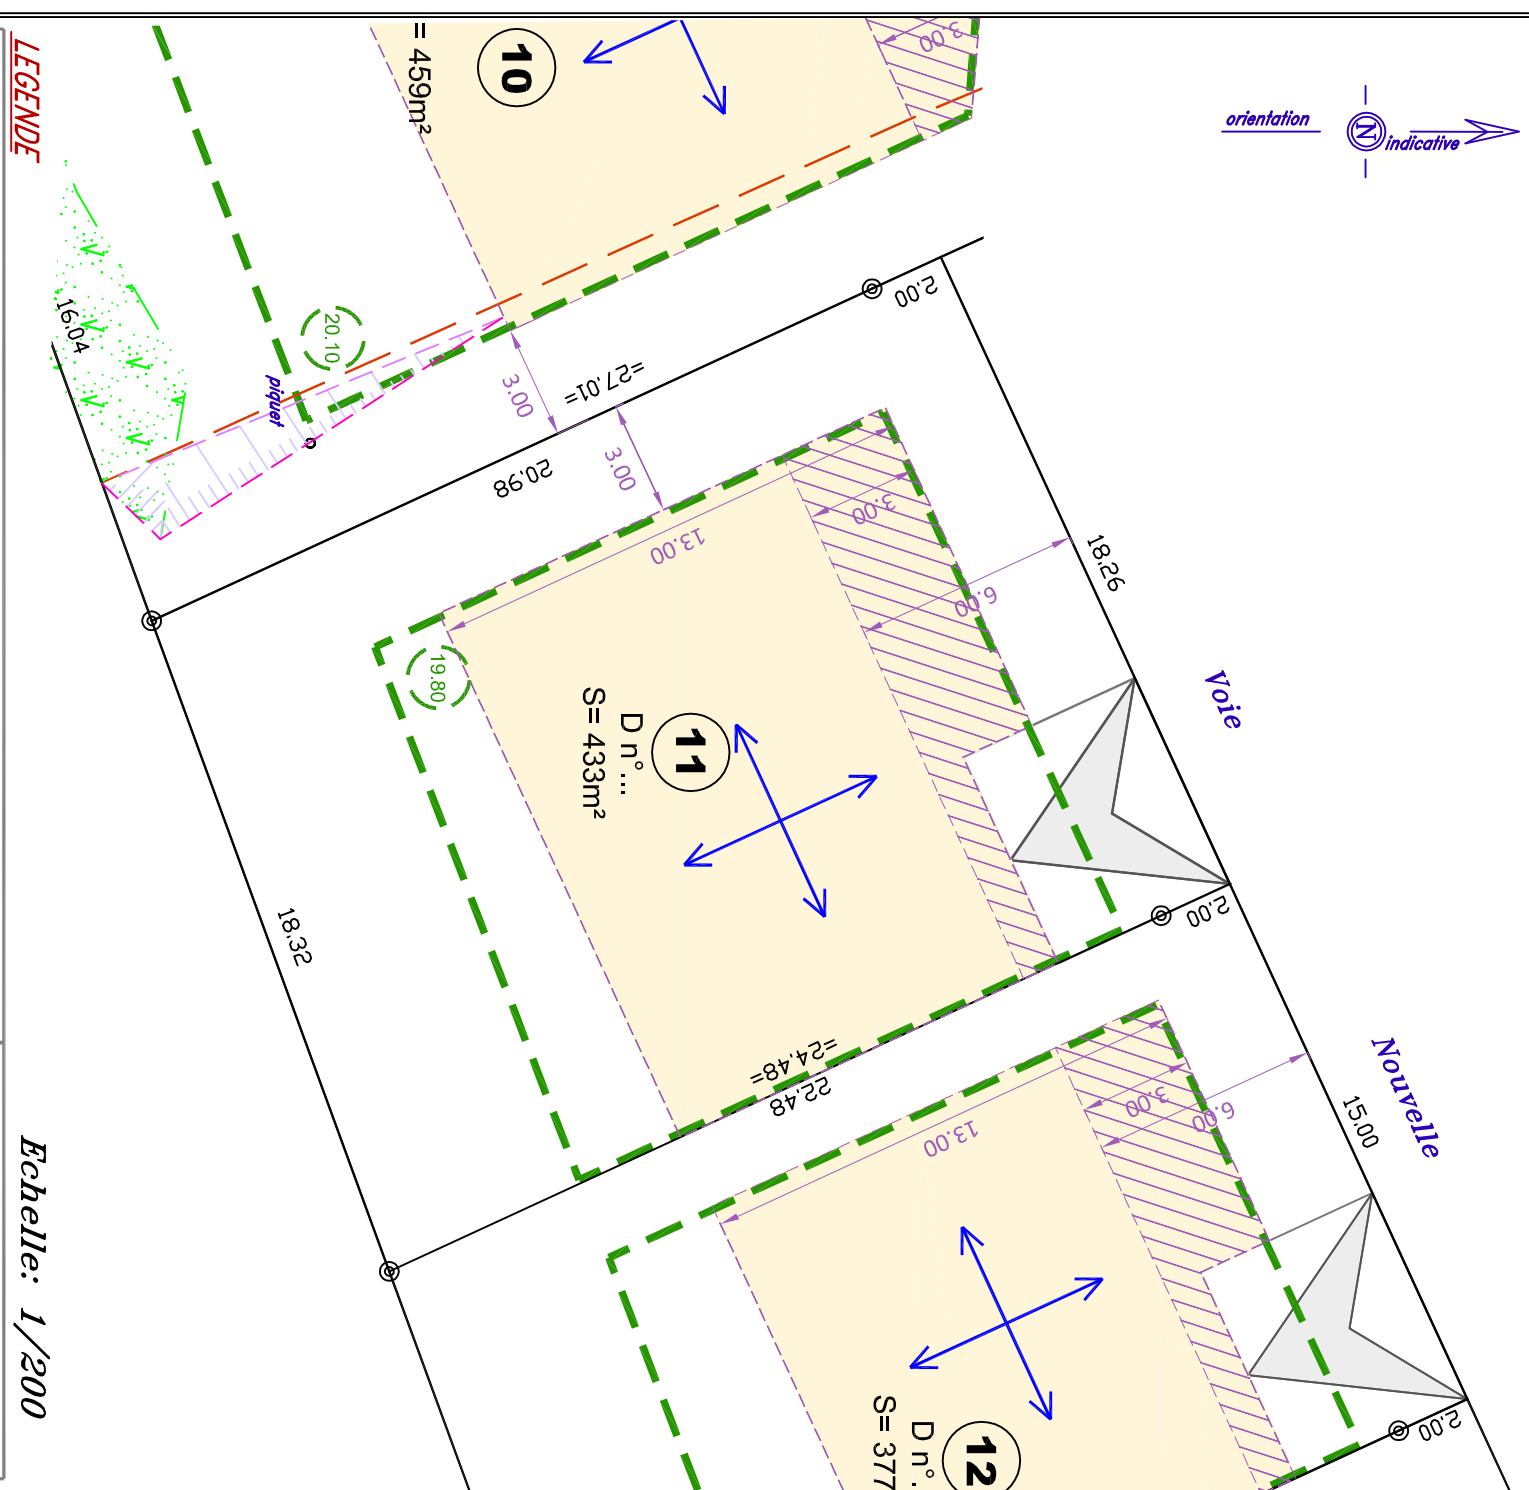 LEGENDE
= 459m²
10
3.00
orientation
N
indicative
16.04
20.10
piquet
3.00
=27.01=
2.00
20.98
3.00
13.00
3.00
6.00
18.26
Voie
19.80
11
D n° ...
S= 433m²
2.00
18.32
=24.48=
22.48
13.00
3.00
6.00
15.00
Nouvelle
12
D n° .
S= 377
2.00
Echelle: 1/200